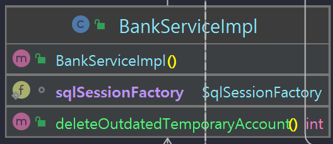 BankServiceImpl
BankServiceImpl()
sqlSessionFactory SqlSessionFactory
deleteOutdatedTemporaryAccount() int